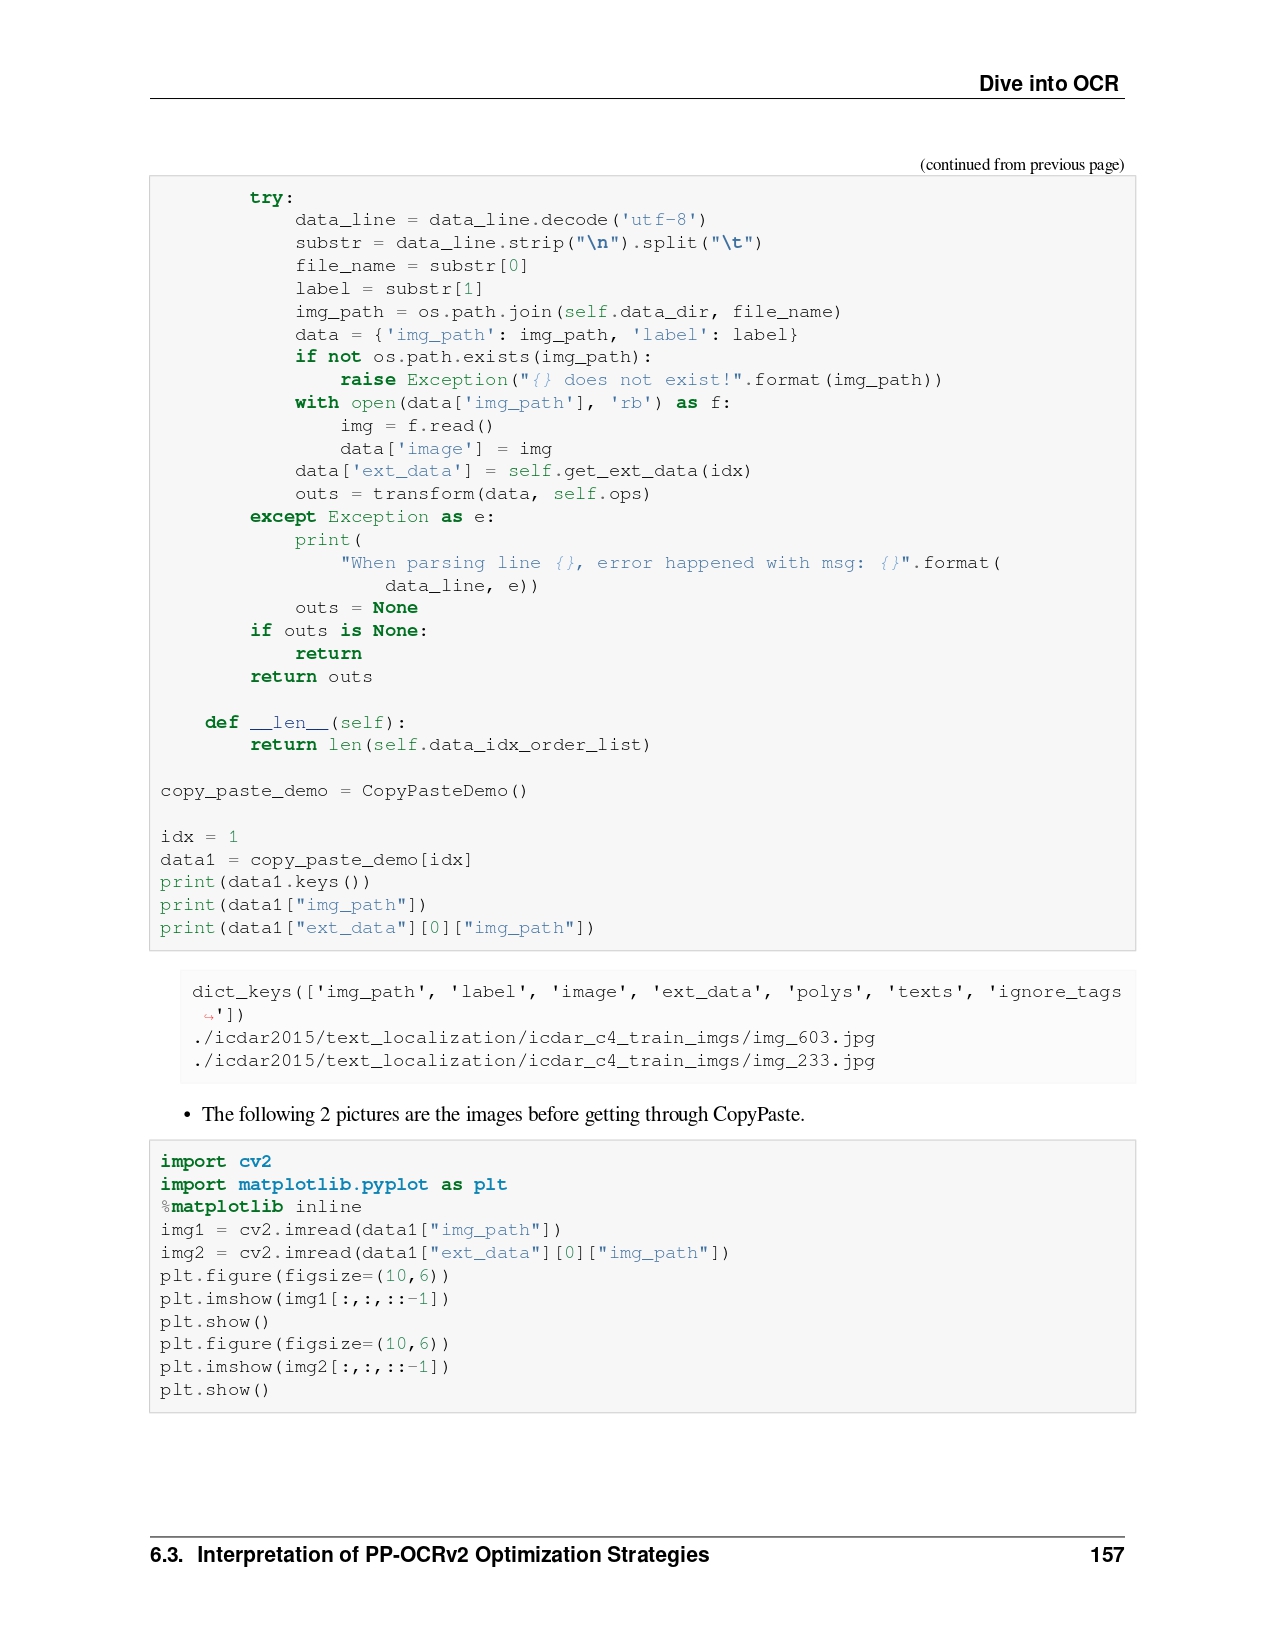 Dive into OCR
(continued from previous page)
        try:
            data_line = data_line.decode('utf-8')
            substr = data_line.strip("\n").split("\t")
            file_name = substr[0]
            label = substr[1]
            img_path = os.path.join(self.data_dir, file_name)
            data = {'img_path': img_path, 'label': label}
            if not os.path.exists(img_path):
                raise Exception("{} does not exist!".format(img_path))
            with open(data['img_path'], 'rb') as f:
                img = f.read()
                data['image'] = img
            data['ext_data'] = self.get_ext_data(idx)
            outs = transform(data, self.ops)
        except Exception as e:
            print(
                "When parsing line {}, error happened with msg: {}".format(
                    data_line, e))
            outs = None
        if outs is None:
            return
        return outs

    def __len__(self):
        return len(self.data_idx_order_list)

copy_paste_demo = CopyPasteDemo()

idx = 1
data1 = copy_paste_demo[idx]
print(data1.keys())
print(data1["img_path"])
print(data1["ext_data"][0]["img_path"])
dict_keys(['img_path', 'label', 'image', 'ext_data', 'polys', 'texts', 'ignore_tags
↪'])
./icdar2015/text_localization/icdar_c4_train_imgs/img_603.jpg
./icdar2015/text_localization/icdar_c4_train_imgs/img_233.jpg
• The following 2 pictures are the images before getting through CopyPaste.
import cv2
import matplotlib.pyplot as plt
%matplotlib inline
img1 = cv2.imread(data1["img_path"])
img2 = cv2.imread(data1["ext_data"][0]["img_path"])
plt.figure(figsize=(10,6))
plt.imshow(img1[:,:,::-1])
plt.show()
plt.figure(figsize=(10,6))
plt.imshow(img2[:,:,::-1])
plt.show()
6.3. Interpretation of PP-OCRv2 Optimization Strategies 157